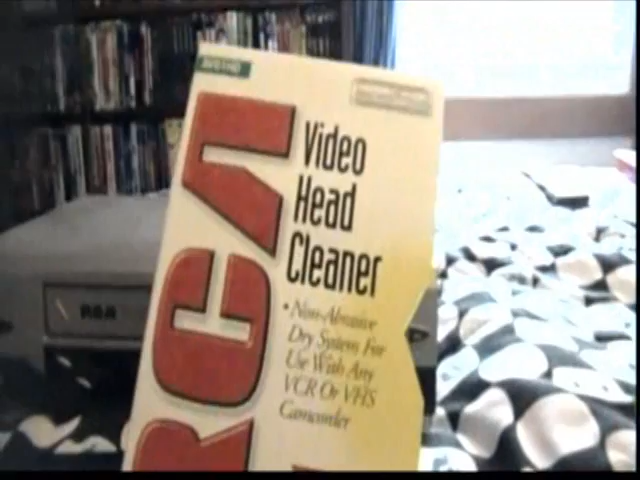 RCA
Video
Head
Cleaner
• Non-Abrasive
Dry System For
Use With Any
VCR Or VHS
Camcorder
RCA